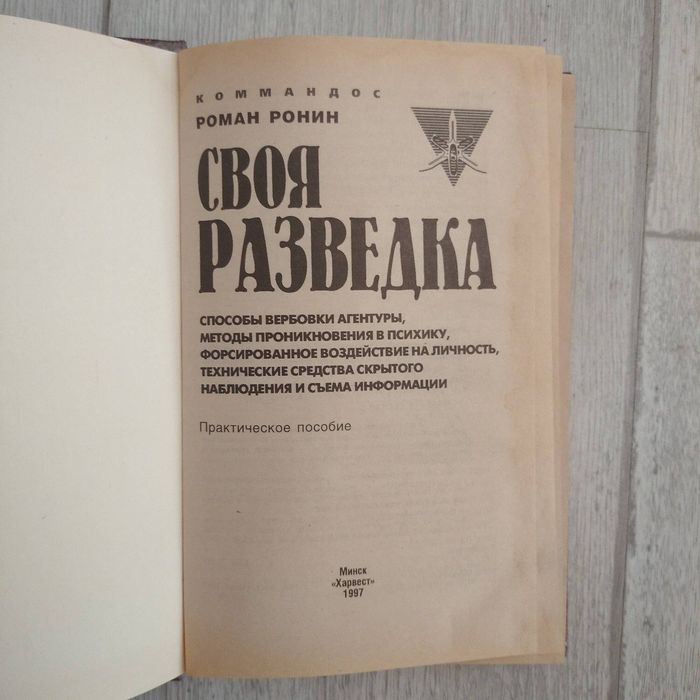 КОММАНДОС
РОМАН РОНИН
СВОЯ
РАЗВЕДКА
СПОСОБЫ ВЕРБОВКИ АГЕНТУРЫ,
МЕТОДЫ ПРОНИКНОВЕНИЯ В ПСИХИКУ,
ФОРСИРОВАННОЕ ВОЗДЕЙСТВИЕ НА ЛИЧНОСТЬ,
ТЕХНИЧЕСКИЕ СРЕДСТВА СКРЫТОГО
НАБЛЮДЕНИЯ И СЪЕМА ИНФОРМАЦИИ
Практическое пособие
Минск
«Харвест»
1997